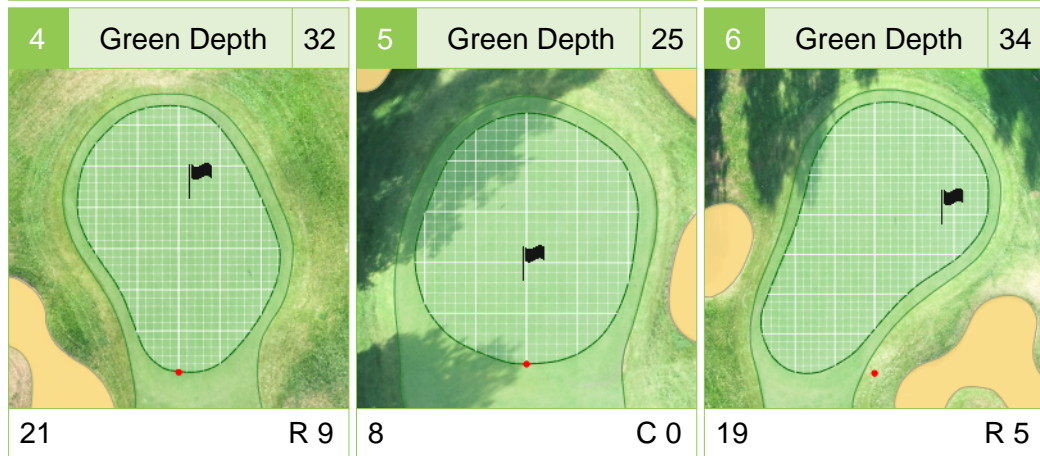 4 Green Depth 32
5 Green Depth 25
6 Green Depth 34
21 R 9
8 C 0
19 R 5